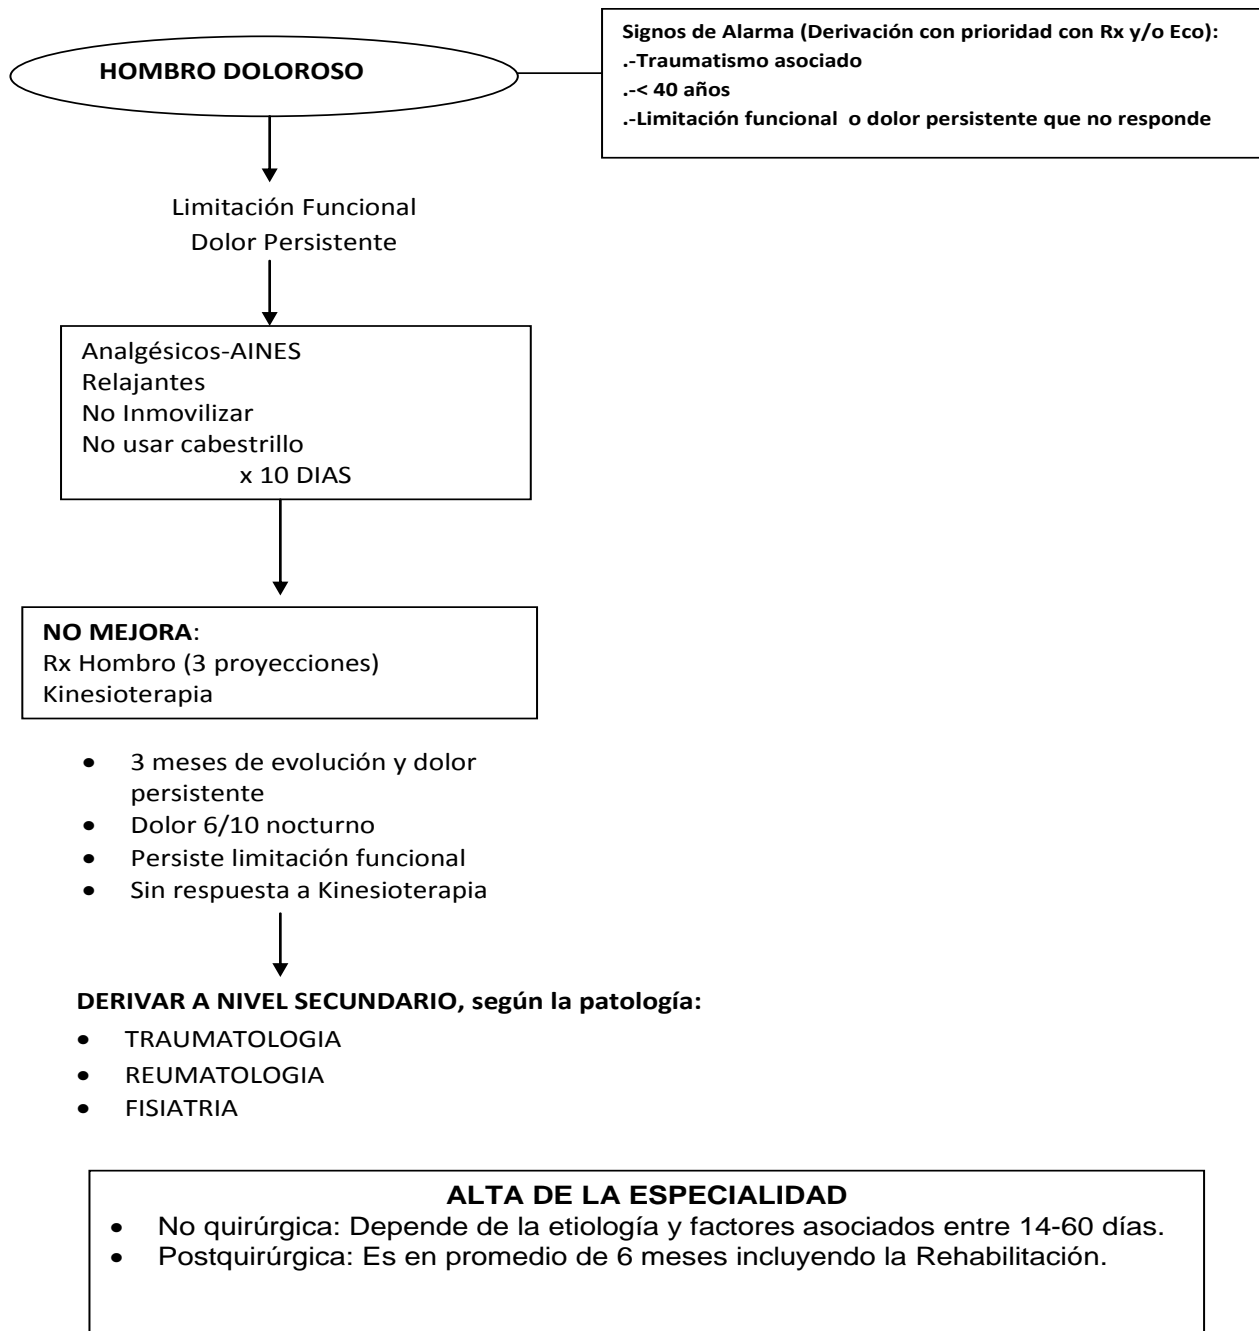 HOMBRO DOLOROSO
Signos de Alarma (Derivación con prioridad con Rx y/o Eco):
.-Traumatismo asociado
.-< 40 años
.-Limitación funcional o dolor persistente que no responde
Limitación Funcional
Dolor Persistente
Analgésicos-AINES
Relajantes
No Inmovilizar
No usar cabestrillo
x 10 DIAS
NO MEJORA:
Rx Hombro (3 proyecciones)
Kinesioterapia
• 3 meses de evolución y dolor
persistente
• Dolor 6/10 nocturno
• Persiste limitación funcional
• Sin respuesta a Kinesioterapia
DERIVAR A NIVEL SECUNDARIO, según la patología:
• TRAUMATOLOGIA
• REUMATOLOGIA
• FISIATRIA
ALTA DE LA ESPECIALIDAD
• No quirúrgica: Depende de la etiología y factores asociados entre 14-60 días.
• Postquirúrgica: Es en promedio de 6 meses incluyendo la Rehabilitación.